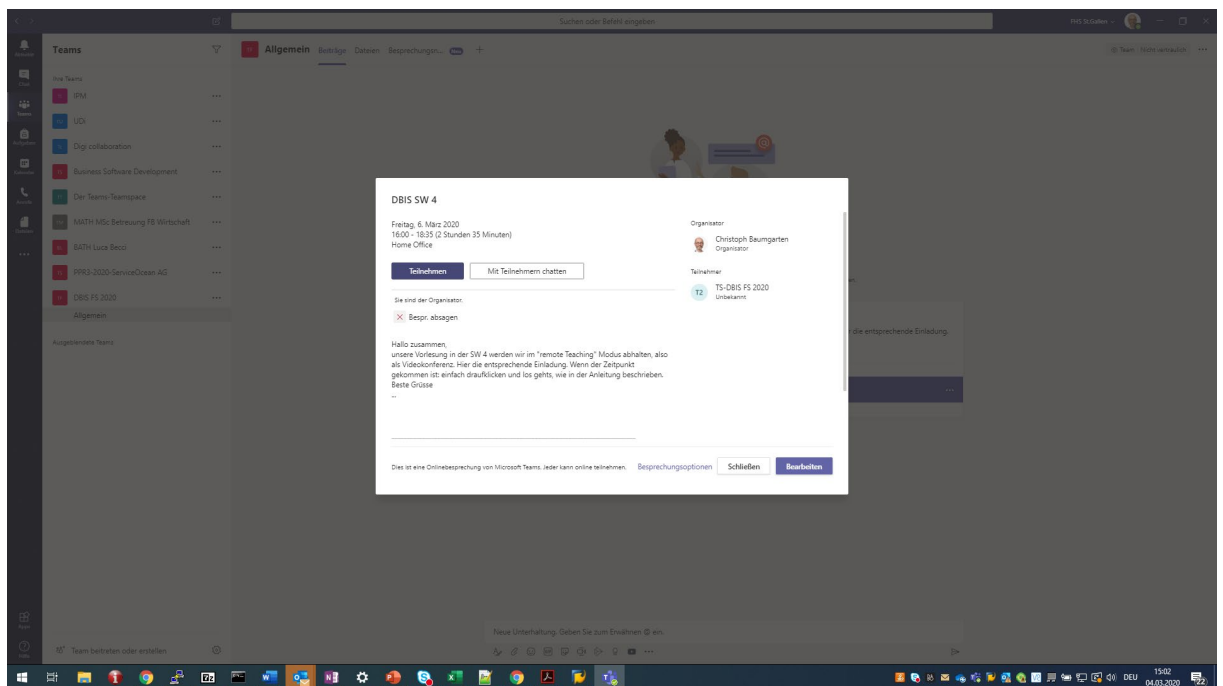 Suchen oder Befehl eingeben
FHS St.Gallen
Teams
Allgemein Beiträge Dateien Besprechungsn... Neu +
Team
Chat
Ihre Teams
IPM
Teams
UDi
Digi collaboration
Business Software Development
Der Teams-Teamspace
MATH MSc Betreuung FB Wirtschaft
BATH Luca Becci
PPR3-2020-ServiceOcean AG
DBIS FS 2020
Allgemein
Ausgeblendete Teams
DBIS SW 4
Freitag, 6. März 2020
16:00 - 18:35 (2 Stunden 35 Minuten)
Home Office
Teilnehmen
Mit Teilnehmern chatten
Sie sind der Organisator.
Bespr. absagen
Hallo zusammen,
unsere Vorlesung in der SW 4 werden wir im "remote Teaching" Modus abhalten, also
als Videokonferenz. Hier die entsprechende Einladung. Wenn der Zeitpunkt
gekommen ist: einfach draufklicken und los gehts, wie in der Anleitung beschrieben.
Beste Grüsse
--
Organisator
Christoph Baumgarten
Organisator
Teilnehmer
T2
TS-DBIS FS 2020
Unbekannt
Dies ist eine Onlinebesprechung von Microsoft Teams. Jeder kann online teilnehmen.
Besprechungsoptionen
Schließen
Bearbeiten
die entsprechende Einladung.
Neue Unterhaltung. Geben Sie zum Erwähnen @ ein.
Team beitreten oder erstellen
DEU
15:02
04.03.2020
22